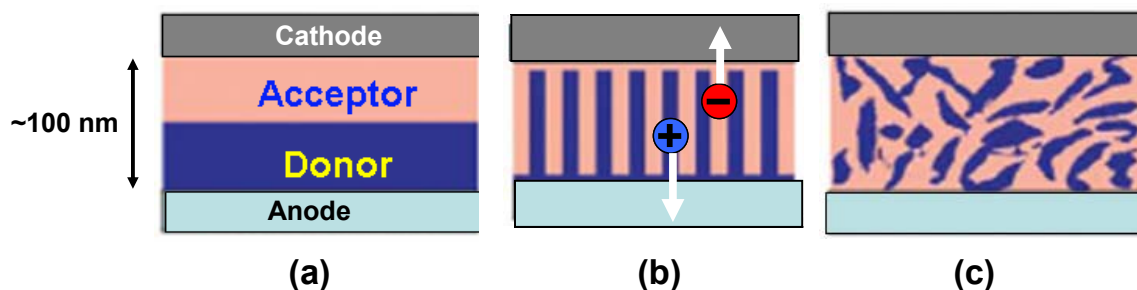 Cathode
Acceptor
~100 nm
Donor
Anode
−
+
(a)
(b)
(c)